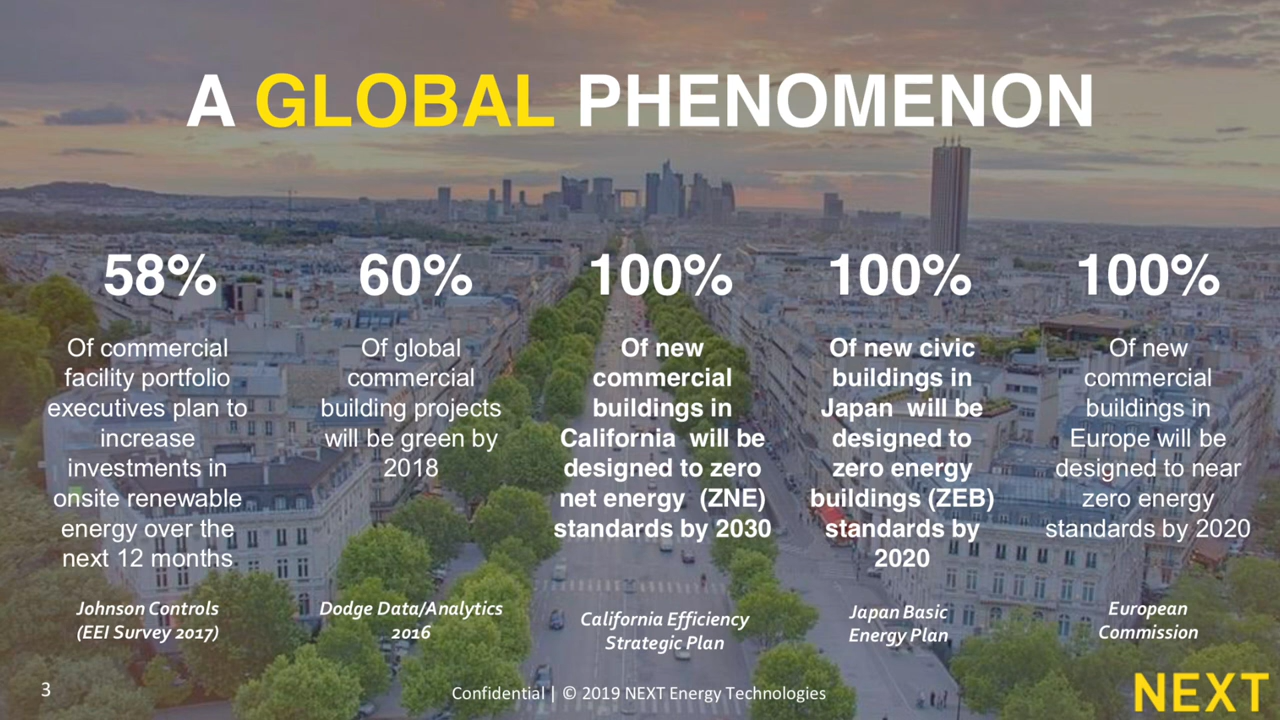 A GLOBAL PHENOMENON
58%
Of commercial
facility portfolio
executives plan to
increase
investments in
onsite renewable
energy over the
next 12 months
Johnson Controls
(EEI Survey 2017)
60%
Of global
commercial
building projects
will be green by
2018
Dodge Data/Analytics
2016
100%
Of new
commercial
buildings in
California will be
designed to zero
net energy (ZNE)
standards by 2030
California Efficiency
Strategic Plan
100%
Of new civic
buildings in
Japan will be
designed to
zero energy
buildings (ZEB)
standards by
2020
Japan Basic
Energy Plan
100%
Of new
commercial
buildings in
Europe will be
designed to near
zero energy
standards by 2020
European
Commission
3
Confidential | © 2019 NEXT Energy Technologies
NEXT